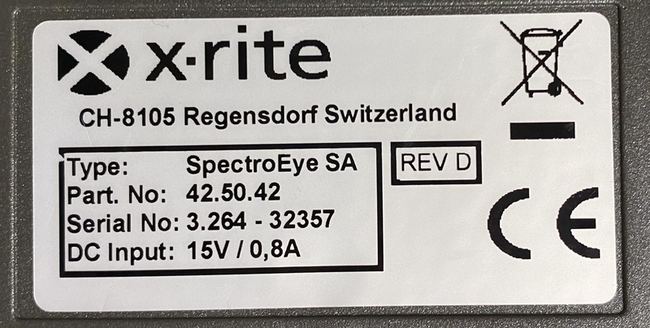 x·rite
CH-8105 Regensdorf Switzerland
Type: SpectroEye SA
REV D
Part. No: 42.50.42
Serial No: 3.264 - 32357
DC Input: 15V / 0,8A
CE